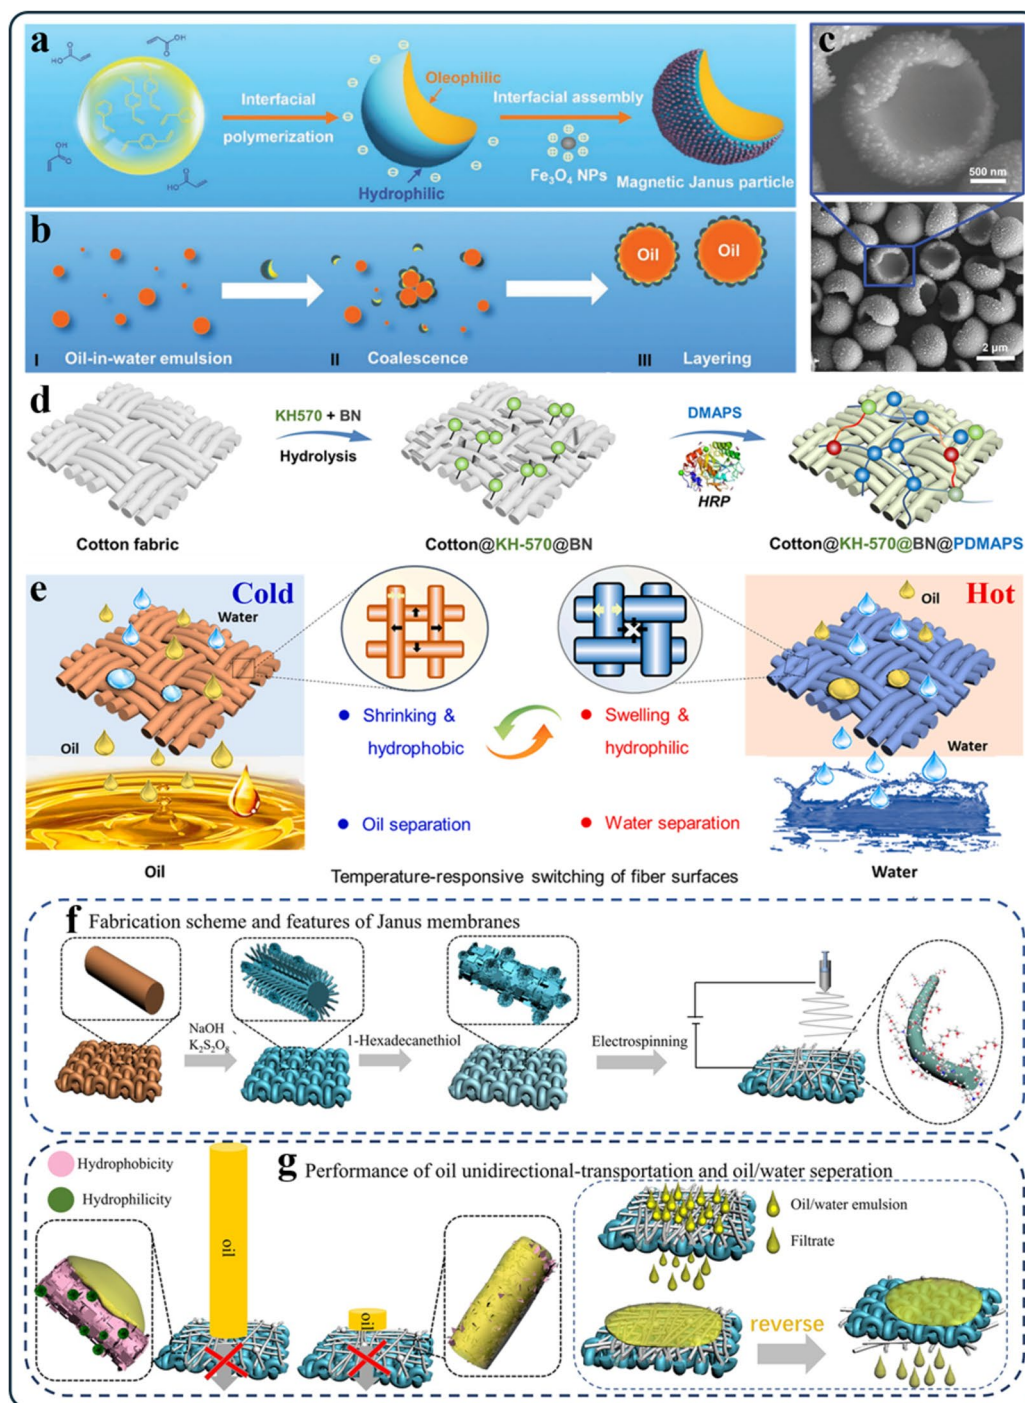 a
OH
HO
O
Oleophilic
Interfacial
polymerization
Hydrophilic
Interfacial assembly
Fe₃O₄ NPs
Magnetic Janus particle
b
I
Oil-in-water emulsion
II
Coalescence
Oil
Oil
III
Layering
c
500 nm
2 μm
d
Cotton fabric
KH570 + BN
Hydrolysis
Cotton@KH-570@BN
DMAPS
HRP
Cotton@KH-570@BN@PDMAPS
e
Cold
Water
Oil
Oil
Shrinking &
hydrophobic
Oil separation
Swelling &
hydrophilic
Water separation
Hot
Oil
Water
Water
Temperature-responsive switching of fiber surfaces
f
Fabrication scheme and features of Janus membranes
NaOH
K₂S₂O₈
1-Hexadecanethiol
Electrospinning
g
Performance of oil unidirectional-transportation and oil/water seperation
Hydrophobicity
Hydrophilicity
oil
oil
Oil/water emulsion
Filtrate
reverse